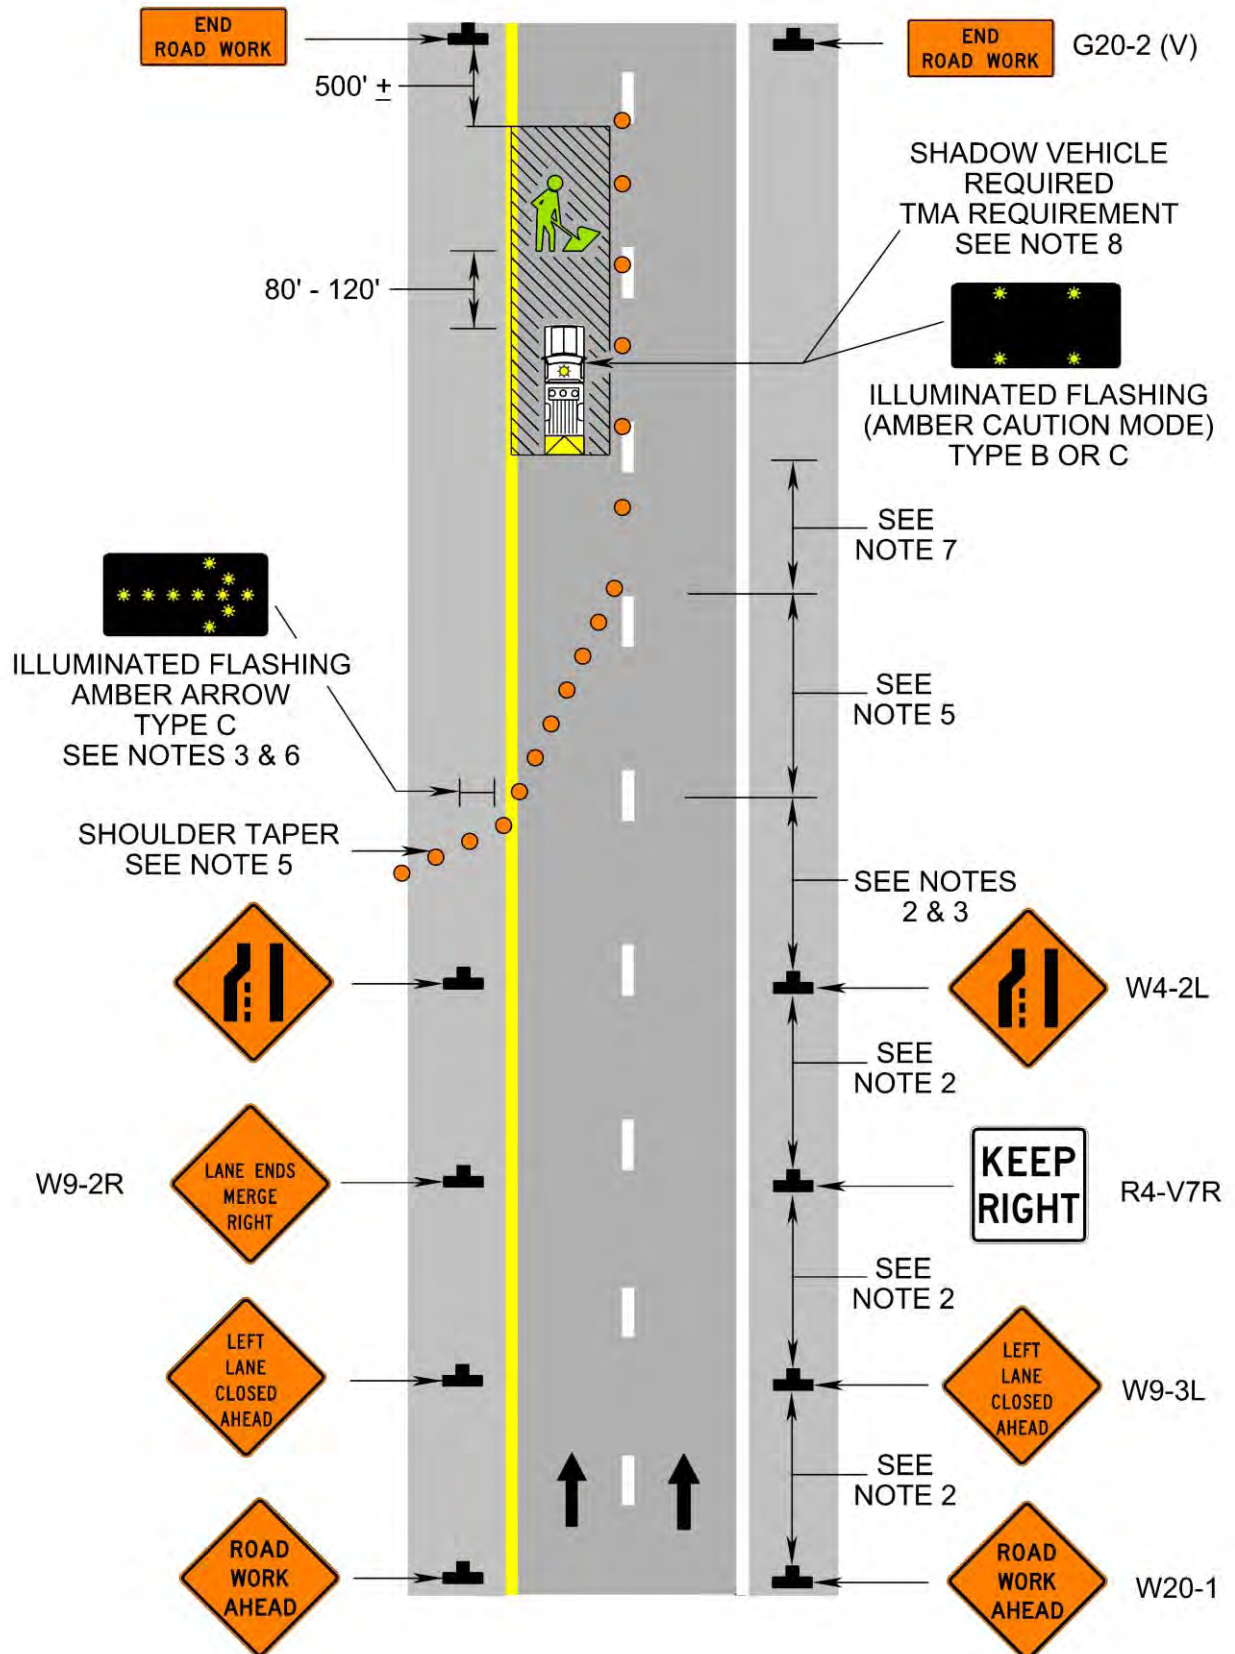 END
ROAD WORK
END
ROAD WORK
G20-2 (V)
500' ±
SHADOW VEHICLE
REQUIRED
TMA REQUIREMENT
SEE NOTE 8
80' - 120'
ILLUMINATED FLASHING
(AMBER CAUTION MODE)
TYPE B OR C
SEE
NOTE 7
ILLUMINATED FLASHING
AMBER ARROW
TYPE C
SEE NOTES 3 & 6
SEE
NOTE 5
SHOULDER TAPER
SEE NOTE 5
SEE NOTES
2 & 3
W4-2L
SEE
NOTE 2
W9-2R
LANE ENDS
MERGE
RIGHT
KEEP
RIGHT
R4-V7R
SEE
NOTE 2
LEFT
LANE
CLOSED
AHEAD
LEFT
LANE
CLOSED
AHEAD
W9-3L
SEE
NOTE 2
ROAD
WORK
AHEAD
ROAD
WORK
AHEAD
W20-1